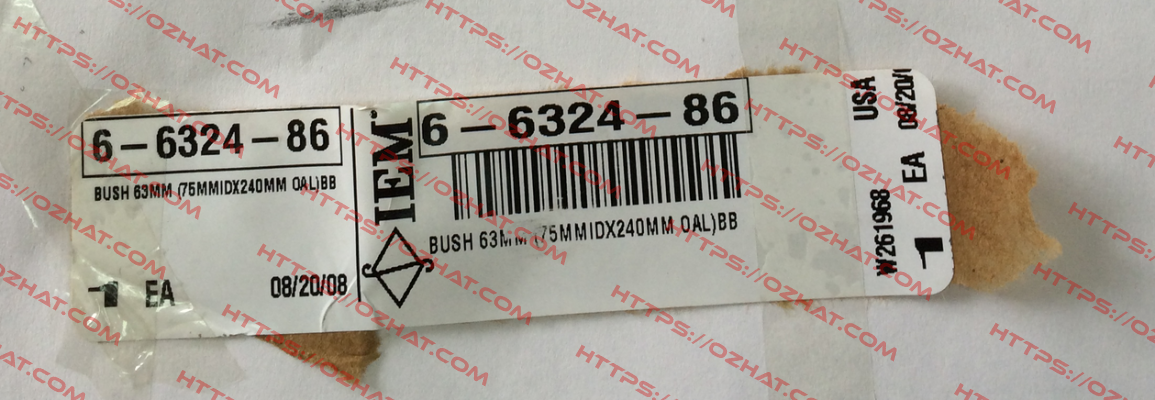 6-6324-86
BUSH 63MM (75MMIDX240MM OAL)BB
1 EA 08/20/08
IEM
6-6324-86
BUSH 63MM (75MMIDX240MM OAL)BB
USA
W261968
1 EA 08/20/
HTTPS://OZHAT.COM